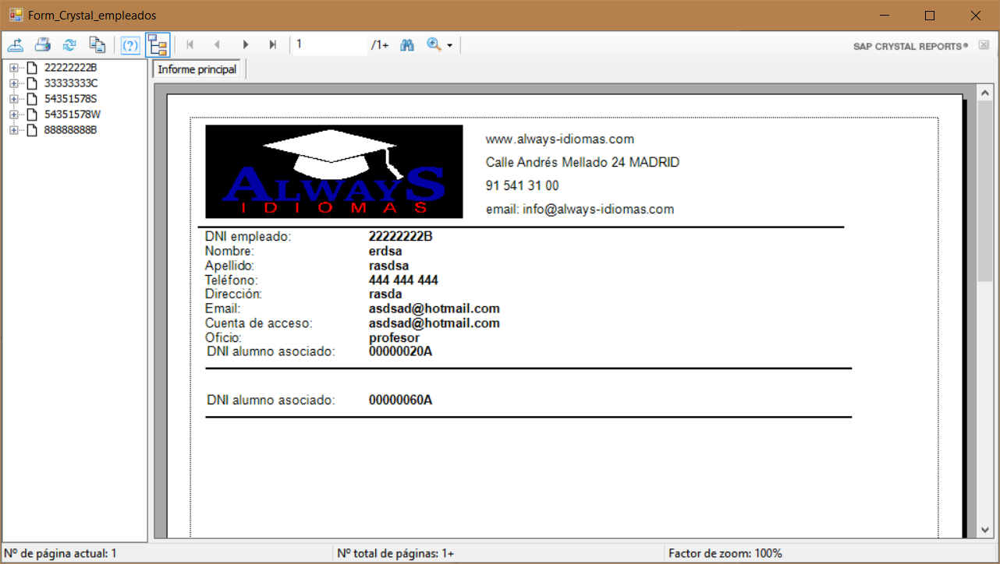 Form_Crystal_empleados
1 /1+
SAP CRYSTAL REPORTS®
22222222B
33333333C
54351578S
54351578W
88888888B
Informe principal
ALWAYS
IDIOMAS
www.always-idiomas.com
Calle Andrés Mellado 24 MADRID
91 541 31 00
email: info@always-idiomas.com
DNI empleado: 22222222B
Nombre: erdsa
Apellido: rasdsa
Teléfono: 444 444 444
Dirección: rasda
Email: asdsad@hotmail.com
Cuenta de acceso: asdsad@hotmail.com
Oficio: profesor
DNI alumno asociado: 00000020A
DNI alumno asociado: 00000060A
Nº de página actual: 1 Nº total de páginas: 1+ Factor de zoom: 100%